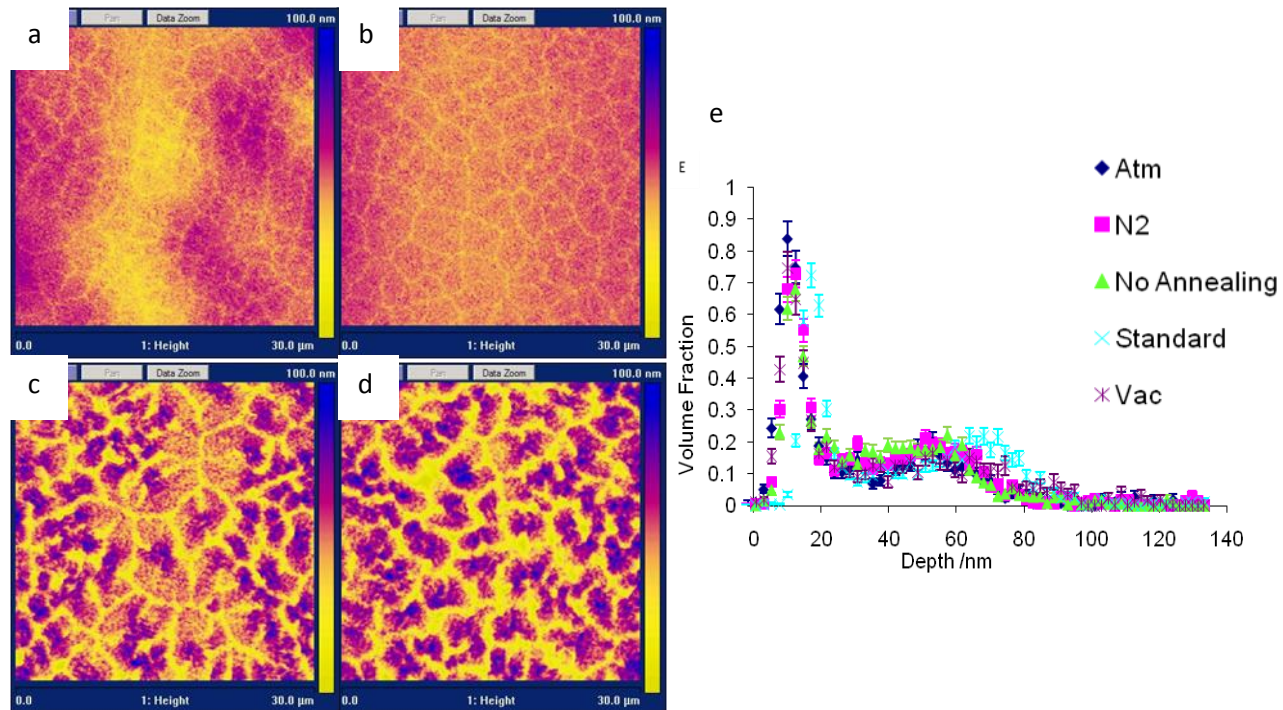 a
Pan
Data Zoom
100.0 nm
0.0
1: Height
30.0 µm
b
Pan
Data Zoom
100.0 nm
0.0
1: Height
30.0 µm
c
Pan
Data Zoom
100.0 nm
0.0
1: Height
30.0 µm
d
Pan
Data Zoom
100.0 nm
0.0
1: Height
30.0 µm
e
E
Volume Fraction
1
0.9
0.8
0.7
0.6
0.5
0.4
0.3
0.2
0.1
0
0 20 40 60 80 100 120 140
Depth /nm
Atm
N2
No Annealing
Standard
Vac